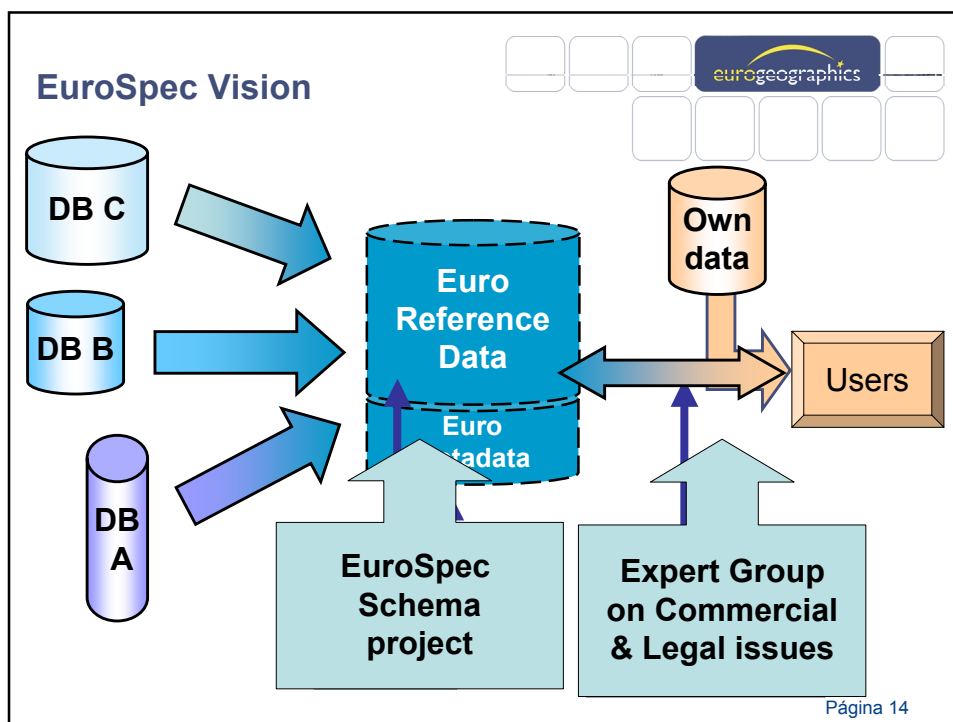 EuroSpec Vision
eurogeographics
DB C
DB B
DB
A
Euro
Reference
Data
Euro
Own
data
Users
EuroSpec
Schema
project
Expert Group
on Commercial
& Legal issues
Página 14